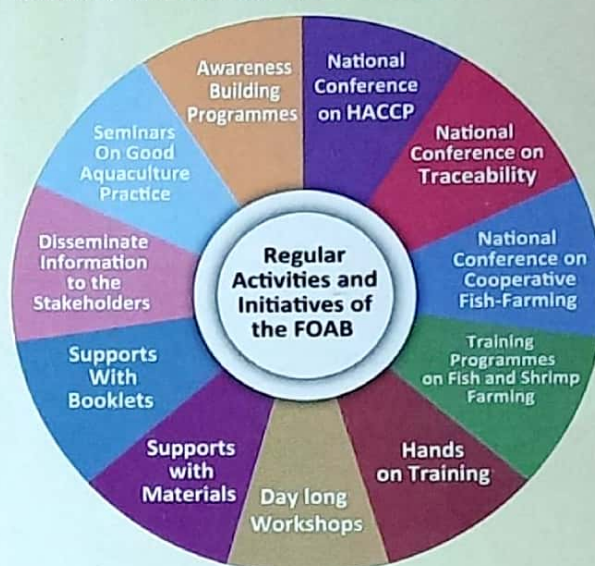 Regular
Activities and
Initiatives of
the FOAB
National
Conference
on HACCP
National
Conference on
Traceability
National
Conference on
Cooperative
Fish-Farming
Training
Programmes
on Fish and Shrimp
Farming
Hands
on Training
Day long
Workshops
Supports
with
Materials
Supports
With
Booklets
Disseminate
Information
to the
Stakeholders
Seminars
On Good
Aquaculture
Practice
Awareness
Building
Programmes